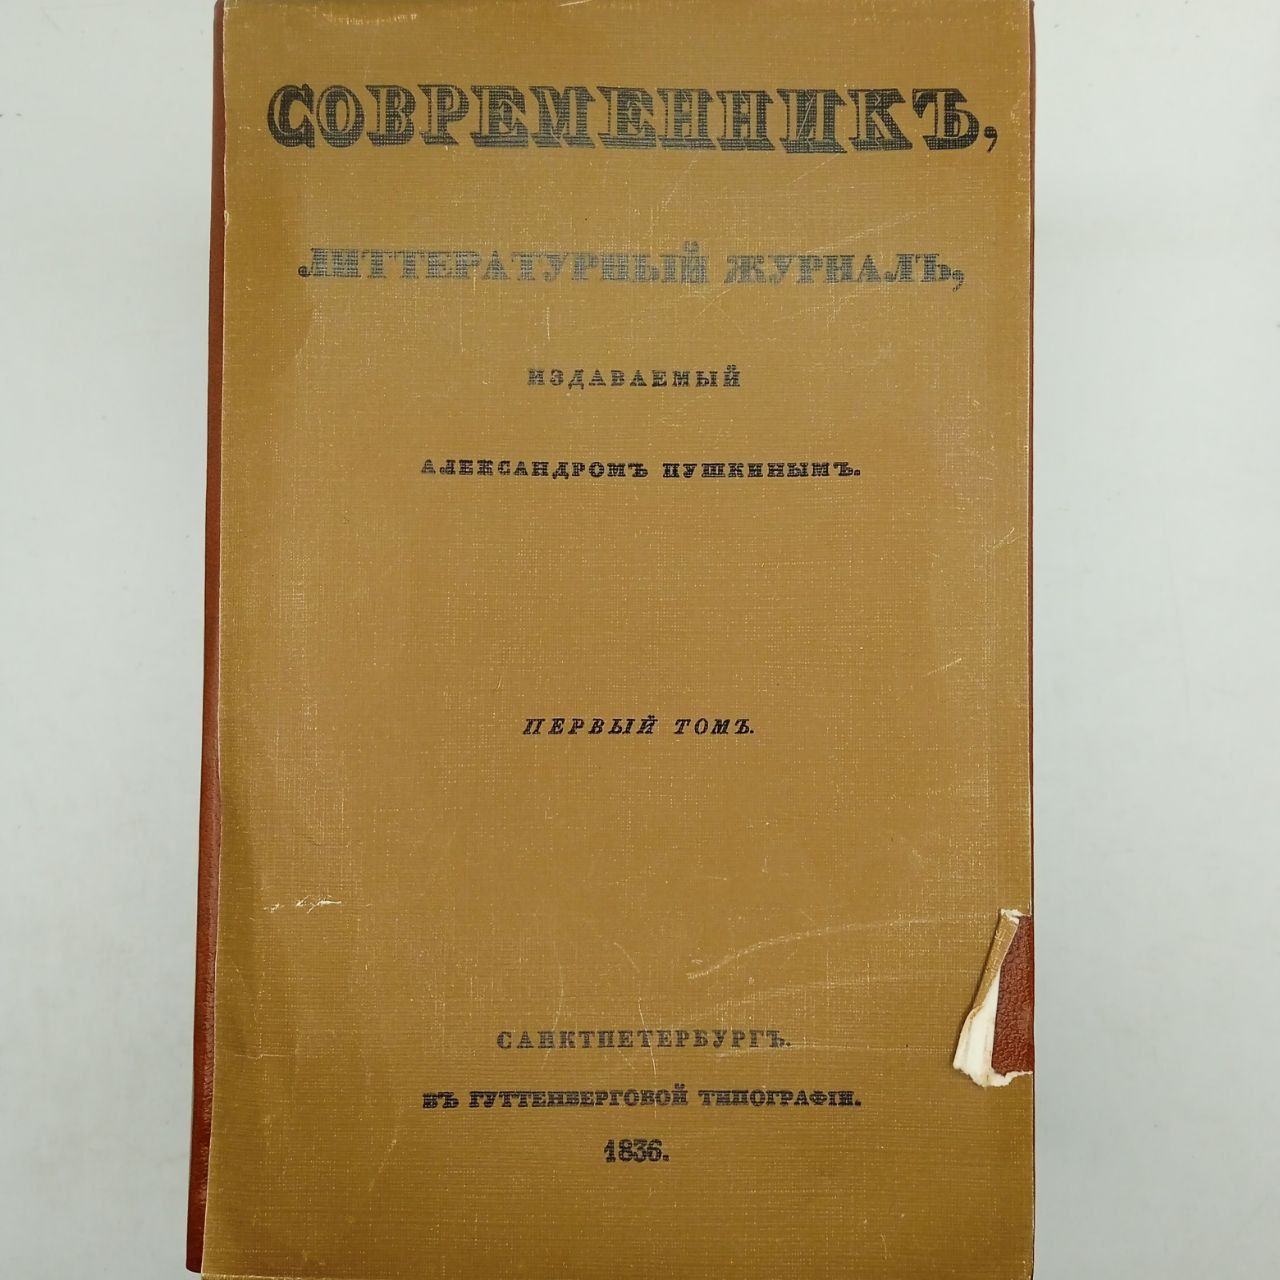 СОВРЕМЕННИКЪ,
ЛИТТЕРАТУРНЫЙ ЖУРНАЛЪ,
ИЗДАВАЕМЫЙ
АЛЕКСАНДРОМЪ ПУШКИНЫМЪ.
ПЕРВЫЙ ТОМЪ.
САНКТПЕТЕРБУРГЪ.
ВЪ ГУТТЕНБЕРГОВОЙ ТИПОГРАФІИ.
1836.